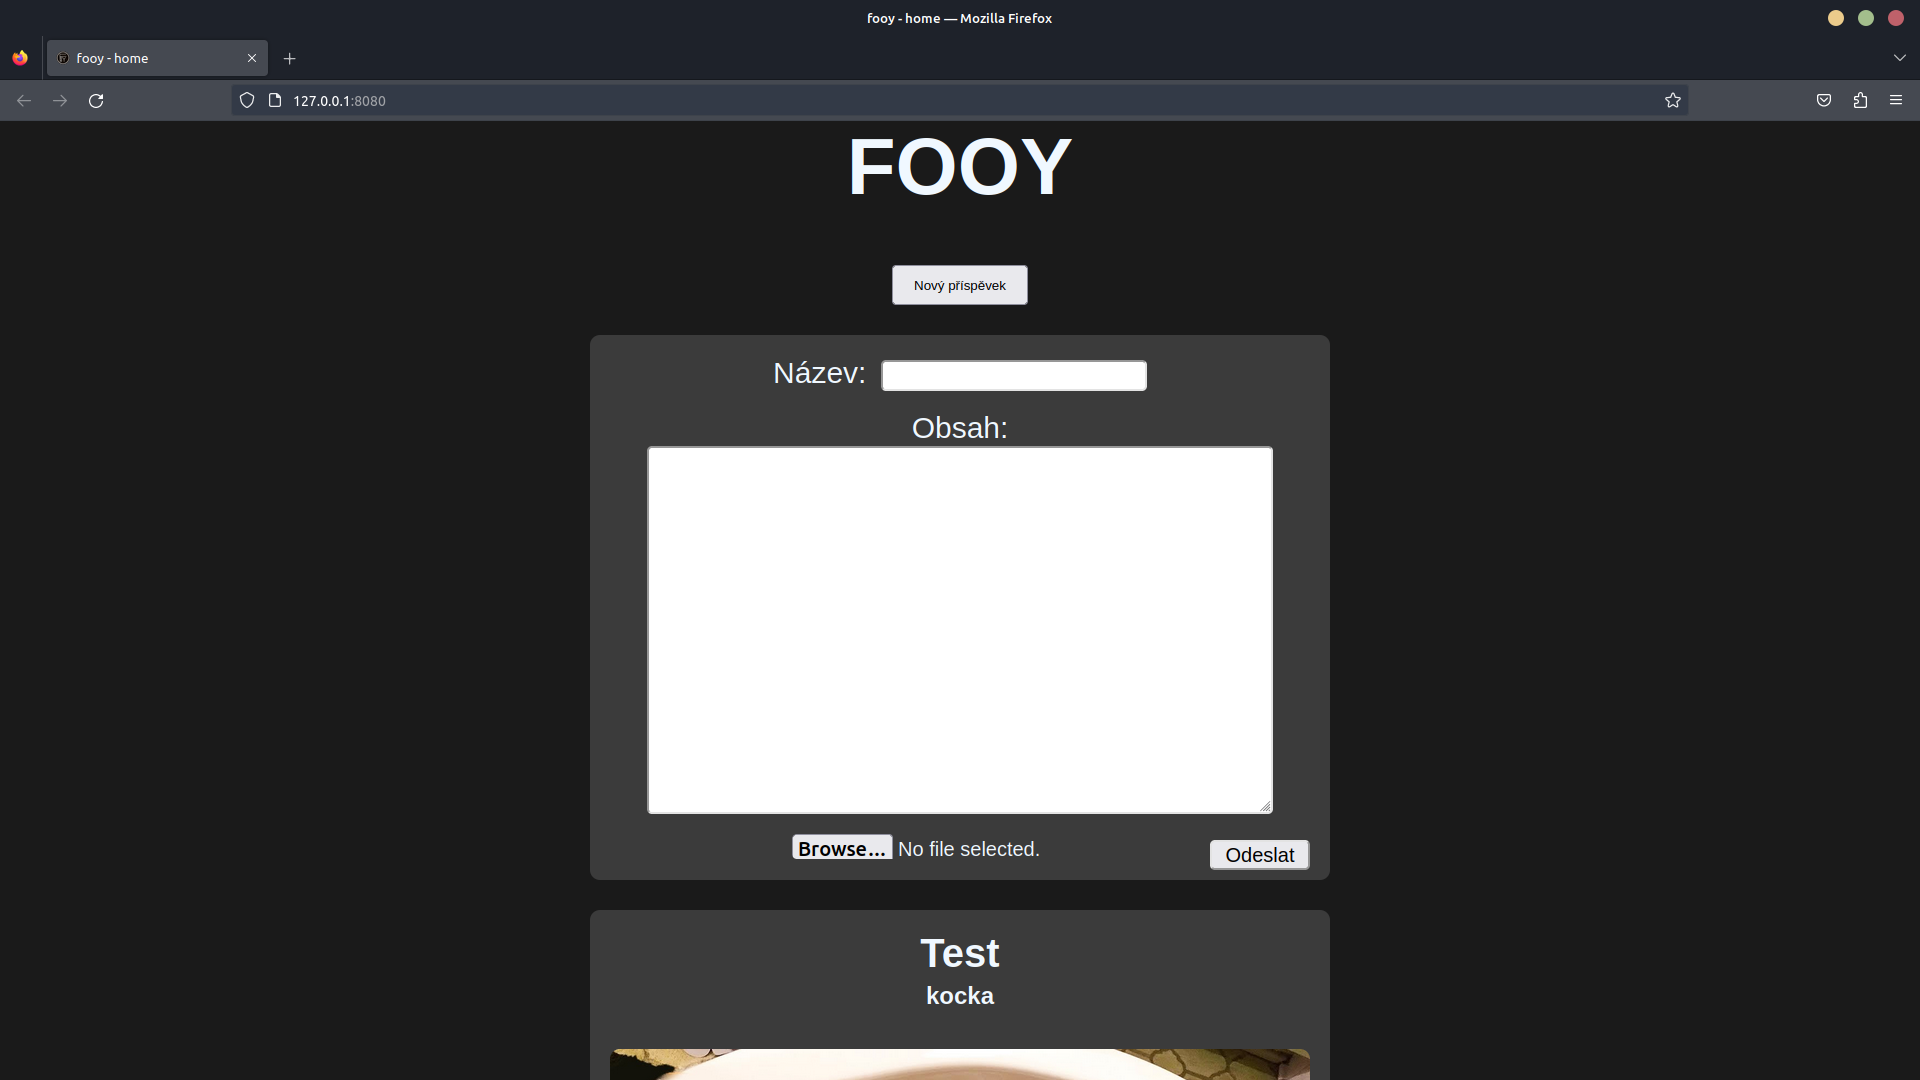 fooy - home — Mozilla Firefox
fooy - home
127.0.0.1:8080
FOOY
Nový příspěvek
Název:
Obsah:
Browse... No file selected.
Odeslat
Test
kocka